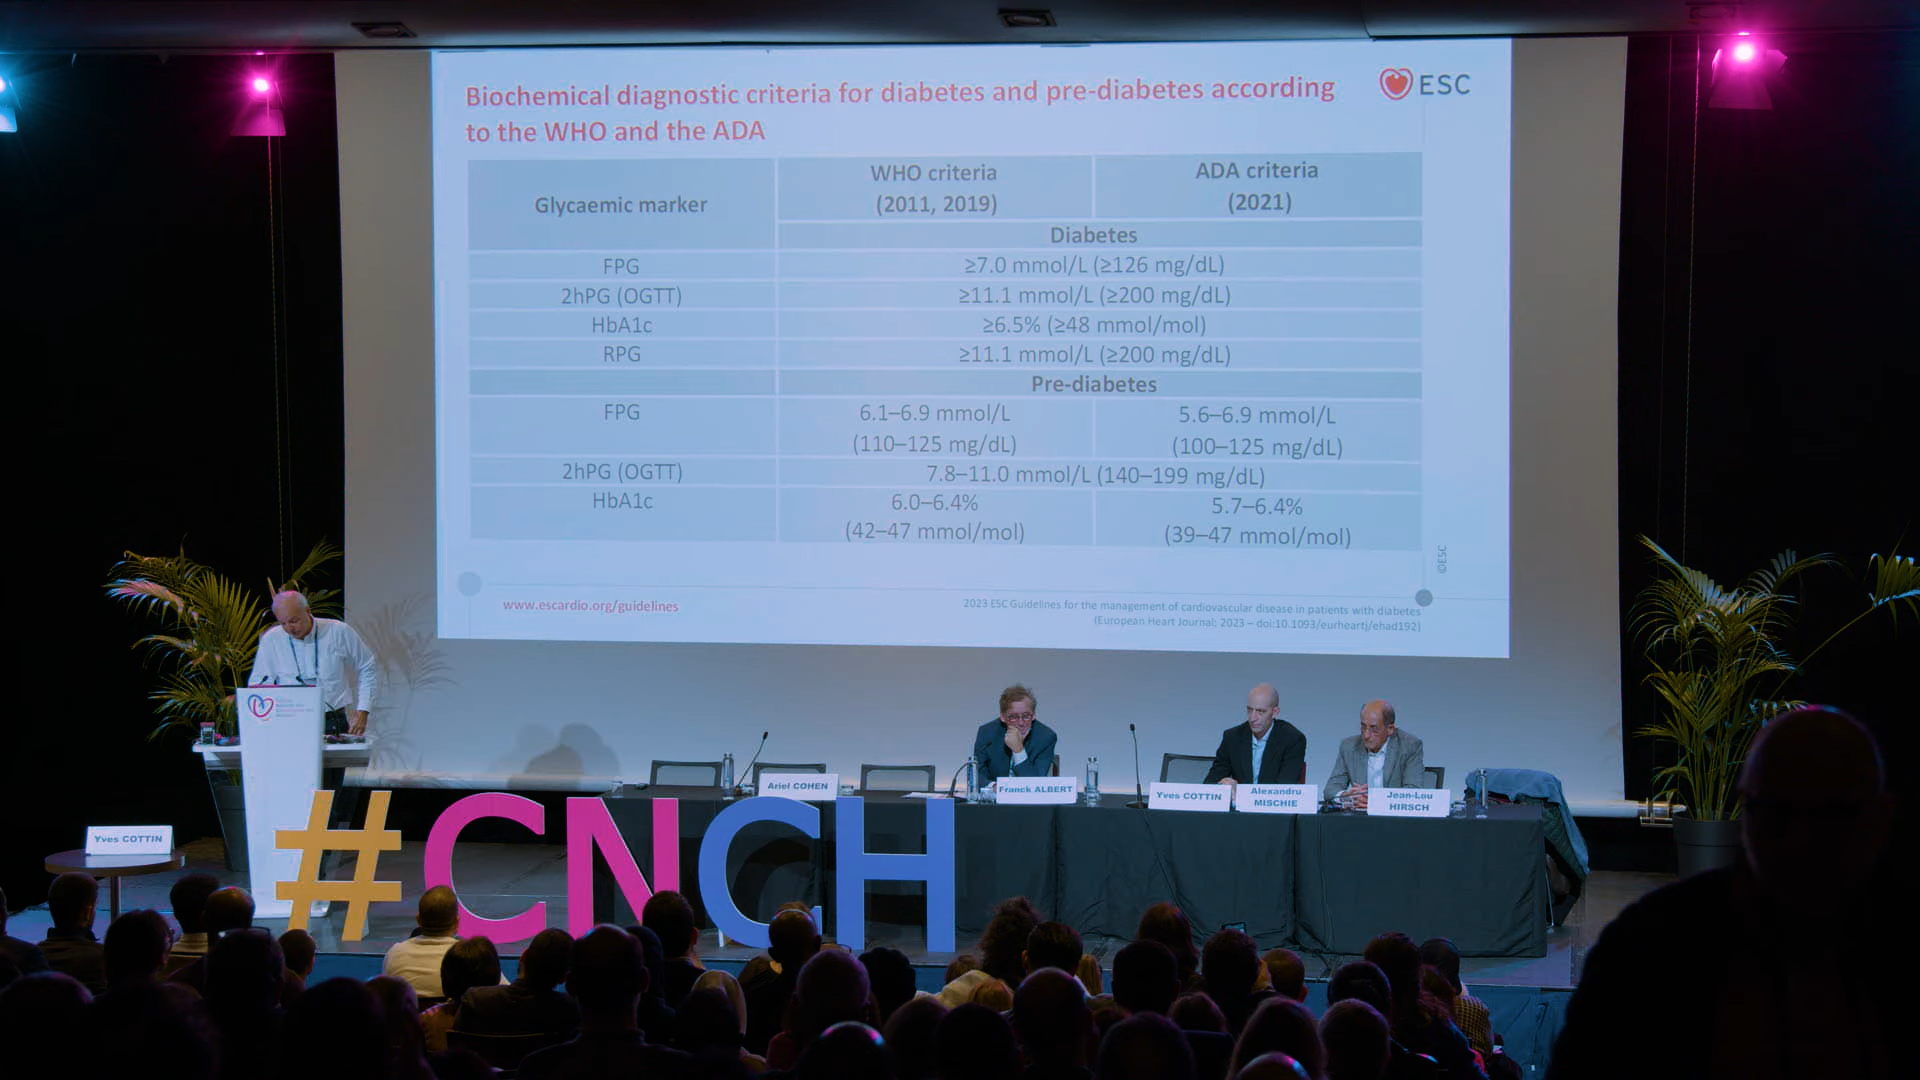 Biochemical diagnostic criteria for diabetes and pre-diabetes according
to the WHO and the ADA
ESC
Glycaemic marker
WHO criteria
(2011, 2019)
ADA criteria
(2021)
Diabetes
FPG
≥7.0 mmol/L (≥126 mg/dL)
2hPG (OGTT)
≥11.1 mmol/L (≥200 mg/dL)
HbA1c
≥6.5% (≥48 mmol/mol)
RPG
≥11.1 mmol/L (≥200 mg/dL)
Pre-diabetes
FPG
6.1–6.9 mmol/L
(110–125 mg/dL)
5.6–6.9 mmol/L
(100–125 mg/dL)
2hPG (OGTT)
7.8–11.0 mmol/L (140–199 mg/dL)
HbA1c
6.0–6.4%
(42–47 mmol/mol)
5.7–6.4%
(39–47 mmol/mol)
©ESC
www.escardio.org/guidelines
2023 ESC Guidelines for the management of cardiovascular disease in patients with diabetes
(European Heart Journal; 2023 – doi:10.1093/eurheartj/ehad192)
Ariel COHEN
Franck ALBERT
Yves COTTIN
Alexandru
MISCHIE
Jean-Lou
HIRSCH
Yves COTTIN
#CNCH